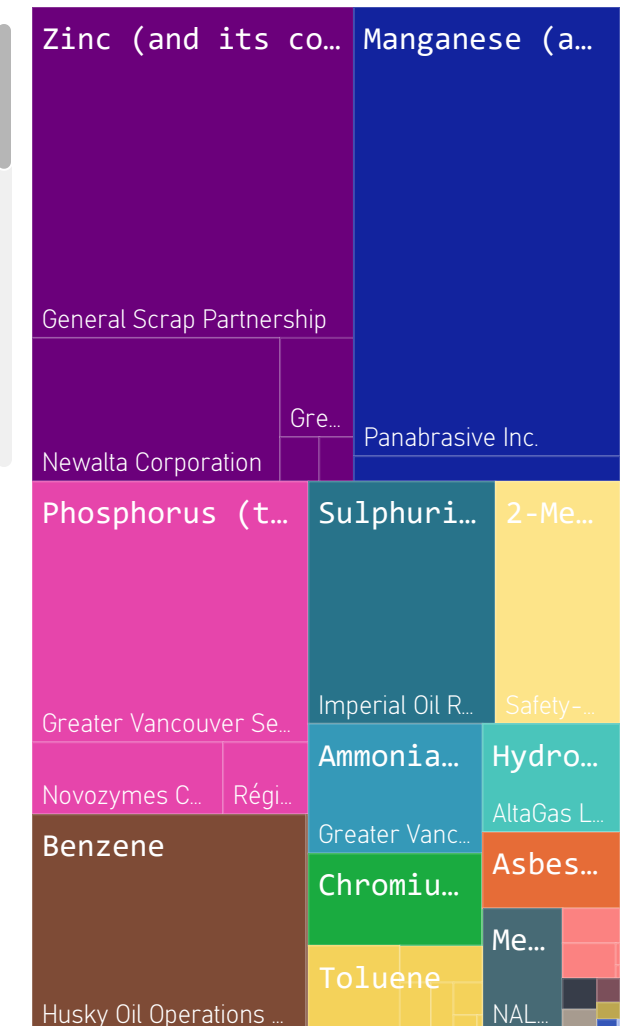 Zinc (and its co…
General Scrap Partnership
Newalta Corporation
Gre…
Manganese (a…
Panabrasive Inc.
Phosphorus (t…
Greater Vancouver Se…
Novozymes C…
Régi…
Sulphuri…
Imperial Oil R…
2-Me…
Safety-…
Benzene
Husky Oil Operations …
Ammonia…
Greater Vanc…
Hydro…
AltaGas L…
Chromiu…
Asbes…
Toluene
Me…
NAL…